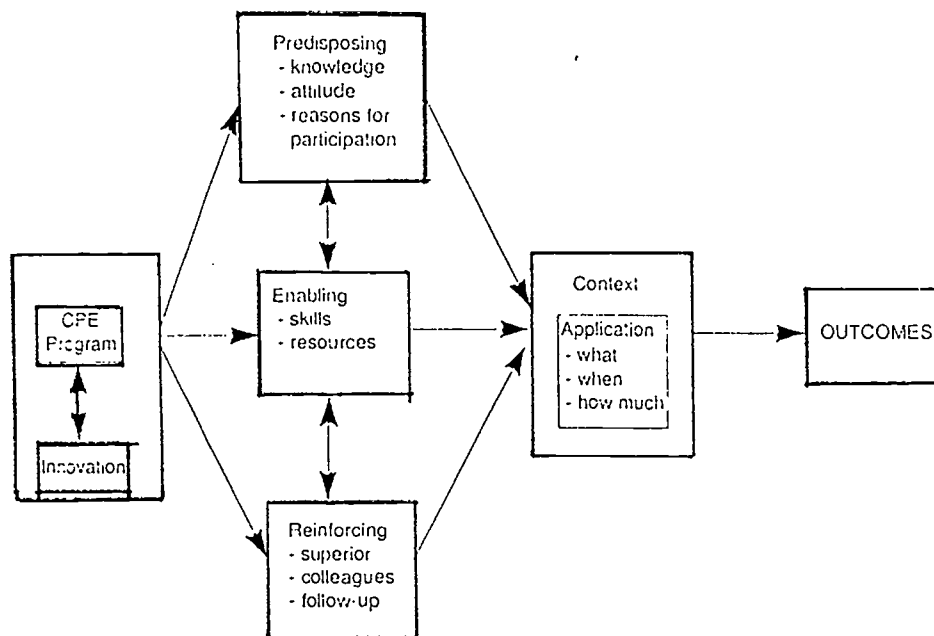 Predisposing
- knowledge
- attitude
- reasons for
participation
CPE
Program
Innovation
Enabling
- skills
- resources
Reinforcing
- superior
- colleagues
- follow-up
Context
Application
- what
- when
- how much
OUTCOMES